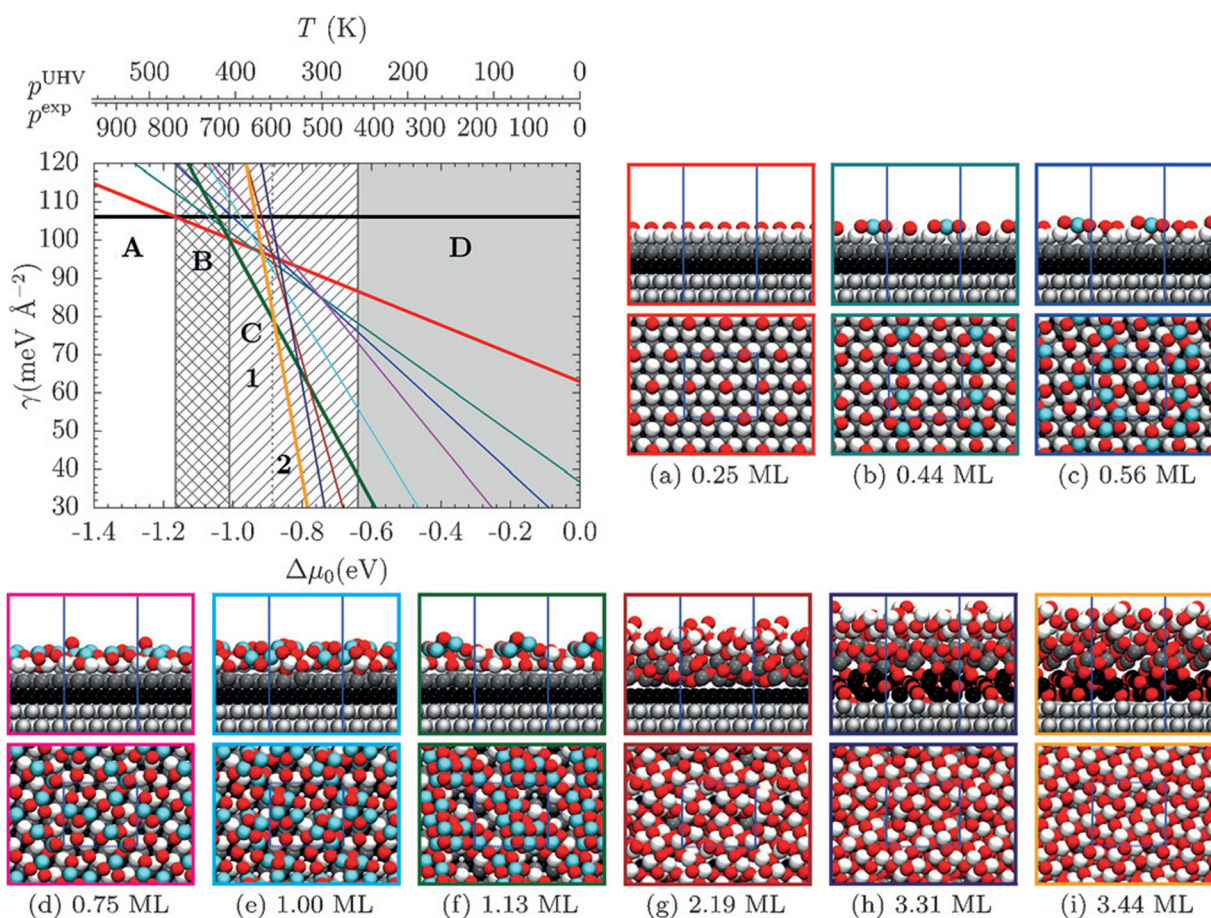 T (K)
p^UHV 500 400 300 200 100 0
p^exp
900 800 700 600 500 400 300 200 100 0
120
110
100
90
80
70
60
50
40
30
γ(meV Å⁻²)
A B C D
1
2
-1.4 -1.2 -1.0 -0.8 -0.6 -0.4 -0.2 0.0
Δμ₀(eV)
(a) 0.25 ML (b) 0.44 ML (c) 0.56 ML
(d) 0.75 ML (e) 1.00 ML (f) 1.13 ML (g) 2.19 ML (h) 3.31 ML (i) 3.44 ML